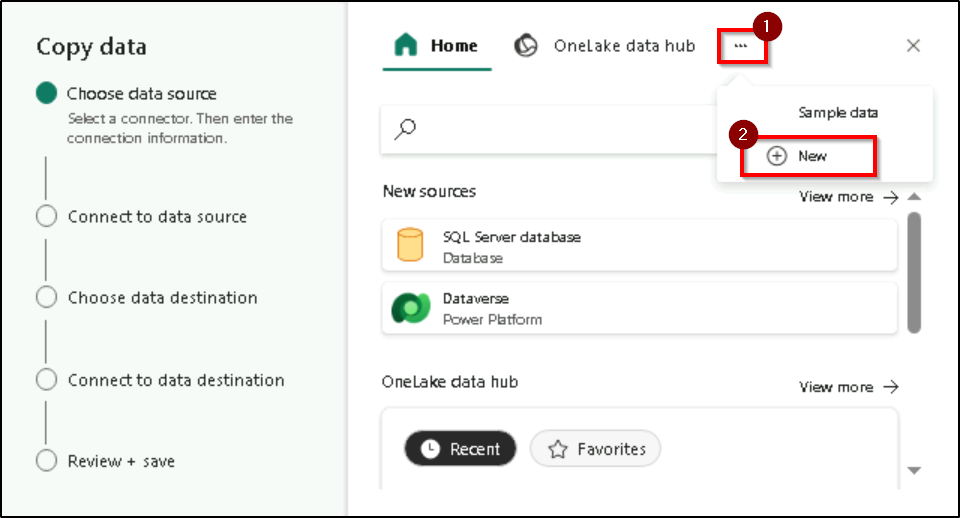 Copy data
Choose data source
Select a connector. Then enter the
connection information.
Connect to data source
Choose data destination
Connect to data destination
Review + save
Home
OneLake data hub
...
1
Sample data
2
New
New sources
View more
SQL Server database
Database
Dataverse
Power Platform
OneLake data hub
View more
Recent
Favorites